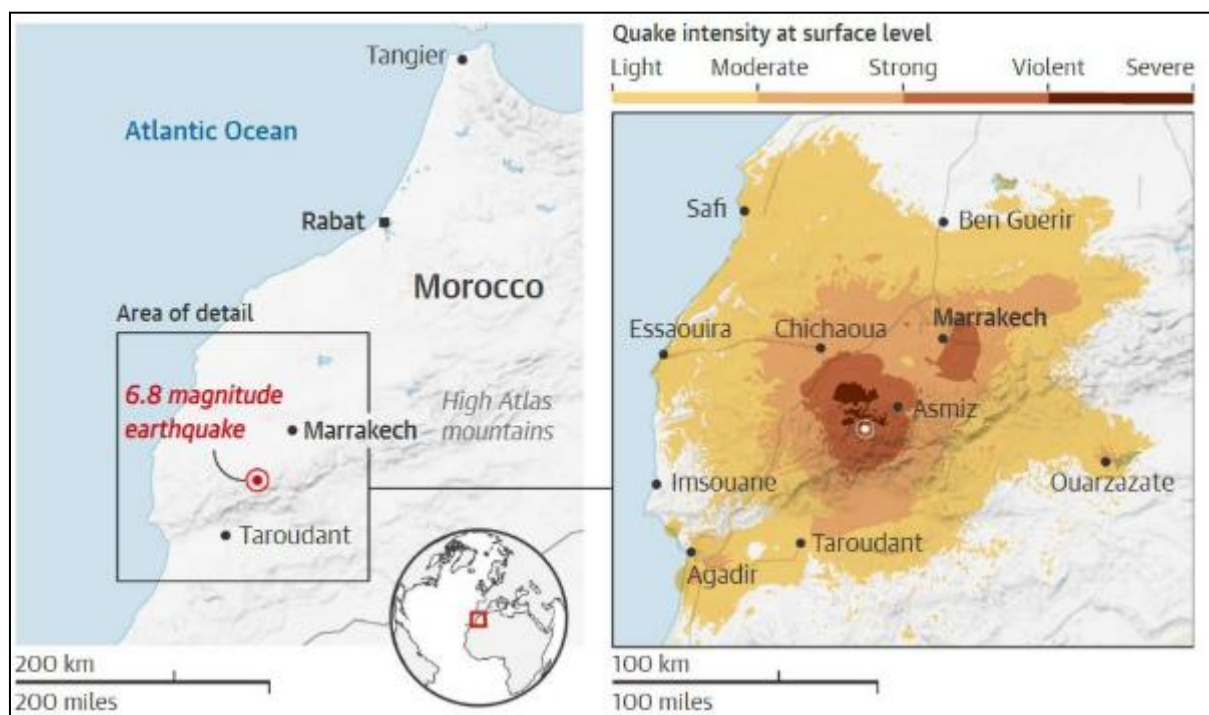 Tangier
Atlantic Ocean
Rabat
Morocco
Area of detail
6.8 magnitude
earthquake
High Atlas
mountains
Marrakech
Taroudant
200 km
200 miles
Quake intensity at surface level
Light Moderate Strong Violent Severe
Safi
Ben Guerir
Essaouira
Chichaoua
Marrakech
Asmiz
Imsouane
Ouarzazate
Taroudant
Agadir
100 km
100 miles